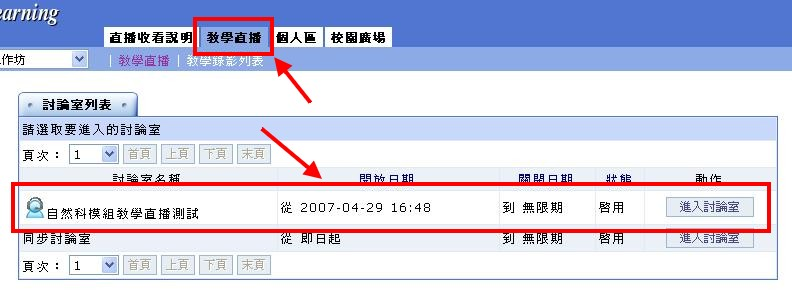 earning
直播收看說明 教學直播 個人區 校園廣場
作坊 | 教學直播 | 教學錄影列表
• 討論室列表 •
請選取要進入的討論室
頁次： 1 首頁 上頁 下頁 末頁
討論室名稱 開放日期 關閉日期 狀態 動作
自然科模組教學直播測試 從 2007-04-29 16:48 到 無限期 啓用 進入討論室
同步討論室 從 即日起 到 無限期 啓用 進入討論室
頁次： 1 首頁 上頁 下頁 末頁